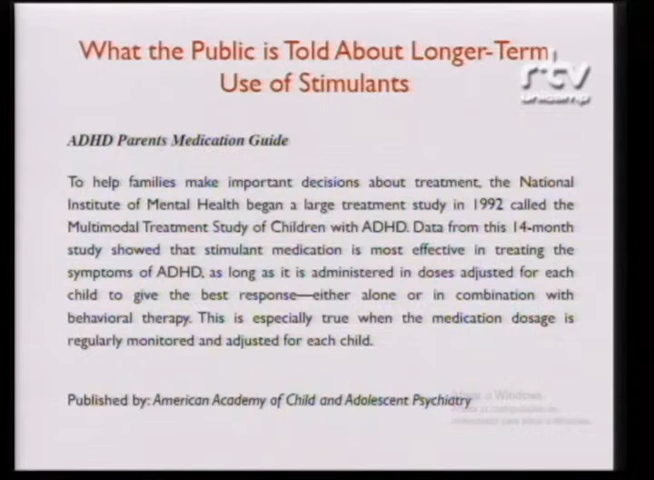 What the Public is Told About Longer-Term
Use of Stimulants
rtv
unicamp
ADHD Parents Medication Guide
To help families make important decisions about treatment, the National
Institute of Mental Health began a large treatment study in 1992 called the
Multimodal Treatment Study of Children with ADHD. Data from this 14-month
study showed that stimulant medication is most effective in treating the
symptoms of ADHD, as long as it is administered in doses adjusted for each
child to give the best response—either alone or in combination with
behavioral therapy. This is especially true when the medication dosage is
regularly monitored and adjusted for each child.
Published by: American Academy of Child and Adolescent Psychiatry
Windows